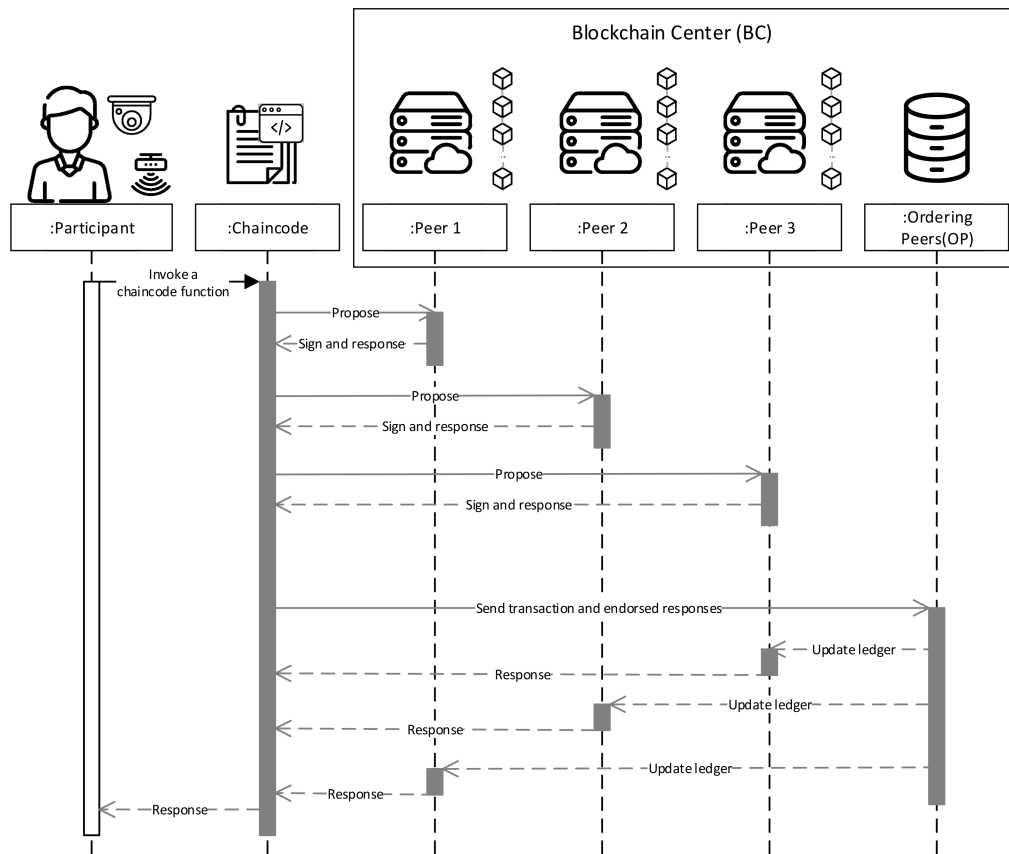 Blockchain Center (BC)
</>
:Participant
:Chaincode
:Peer 1
:Peer 2
:Peer 3
:Ordering
Peers(OP)
Invoke a
chaincode function
Propose
Sign and response
Propose
Sign and response
Propose
Sign and response
Send transaction and endorsed responses
Update ledger
Response
Update ledger
Response
Update ledger
Response
Response